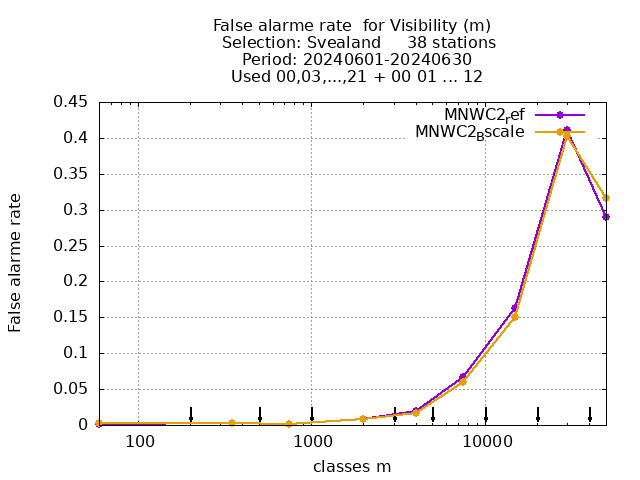 False alarme rate  for Visibility (m)
Selection: Svealand     38 stations
Period: 20240601-20240630
Used 00,03,...,21 + 00 01 ... 12
MNWC2ref
MNWC2Bscale
0.45
0.4
0.35
0.3
0.25
0.2
0.15
0.1
0.05
0
False alarme rate
100
1000
10000
classes m